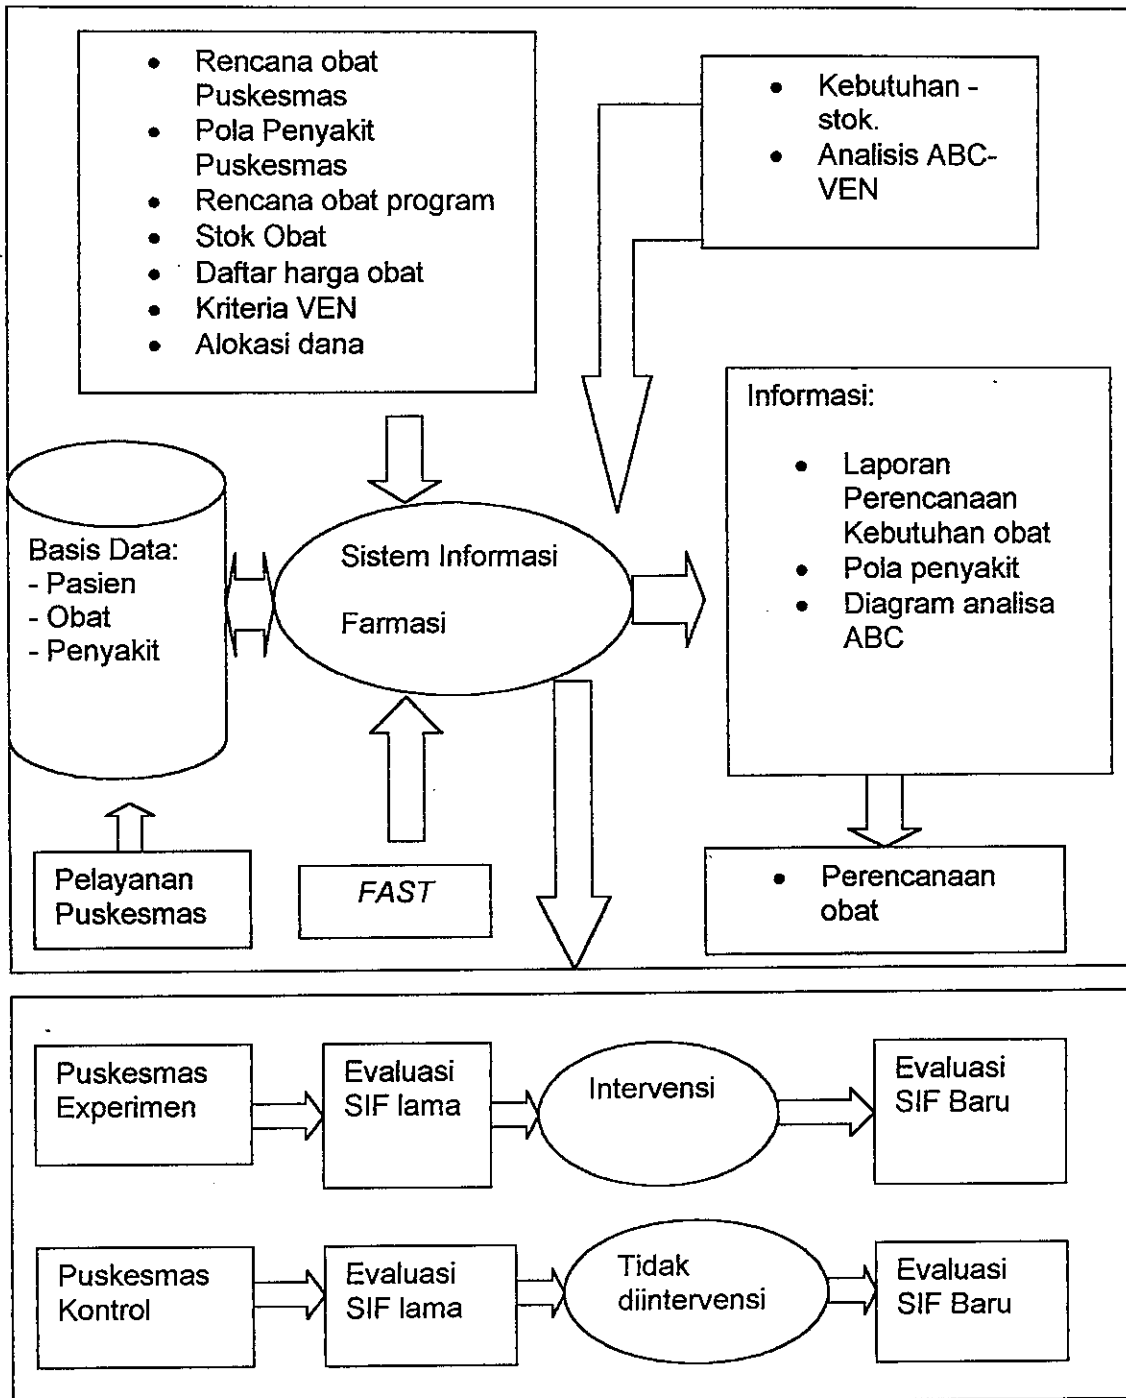 • Rencana obat
Puskesmas
• Pola Penyakit
Puskesmas
• Rencana obat program
• Stok Obat
• Daftar harga obat
• Kriteria VEN
• Alokasi dana
• Kebutuhan -
stok.
• Analisis ABC-
VEN
Basis Data:
- Pasien
- Obat
- Penyakit
Sistem Informasi
Farmasi
Informasi:
• Laporan
Perencanaan
Kebutuhan obat
• Pola penyakit
• Diagram analisa
ABC
Pelayanan
Puskesmas
FAST
• Perencanaan
obat
Puskesmas
Experimen
Evaluasi
SIF lama
Intervensi
Evaluasi
SIF Baru
Puskesmas
Kontrol
Evaluasi
SIF lama
Tidak
diintervensi
Evaluasi
SIF Baru